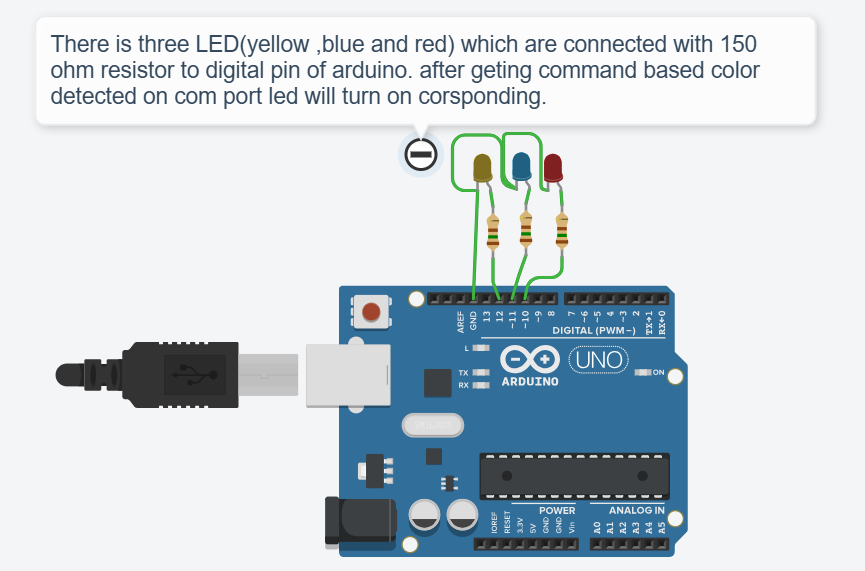 There is three LED(yellow ,blue and red) which are connected with 150
ohm resistor to digital pin of arduino. after geting command based color
detected on com port led will turn on corsponding.
AREF
GND
13
12
~11
~10
~9
8
7
~6
~5
4
~3
2
TX→1
RX←0
DIGITAL (PWM~)
L
TX
RX
UNO
ARDUINO
ON
POWER
ANALOG IN
IOREF
RESET
3.3V
5V
GND
GND
Vin
A0
A1
A2
A3
A4
A5